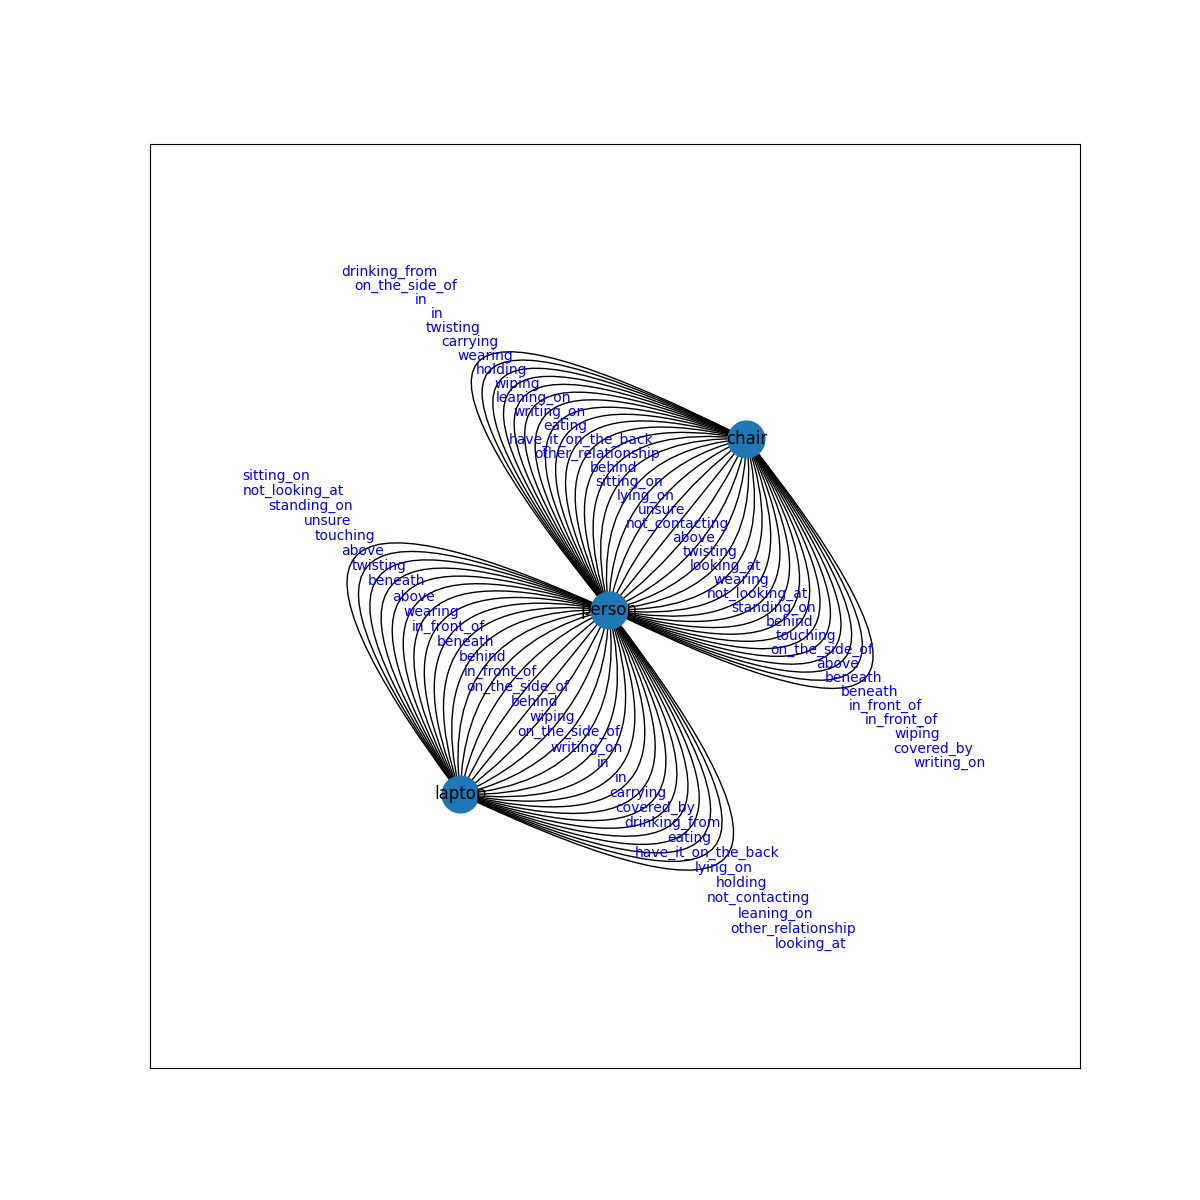 drinking_from
on_the_side_of
in
in
twisting
carrying
wearing
holding
wiping
leaning_on
writing_on
eating
have_it_on_the_back
other_relationship
behind
sitting_on
lying_on
unsure
not_contacting
above
twisting
looking_at
wearing
not_looking_at
standing_on
behind
touching
on_the_side_of
above
beneath
beneath
in_front_of
in_front_of
wiping
covered_by
writing_on
chair
sitting_on
not_looking_at
standing_on
unsure
touching
above
twisting
beneath
above
wearing
in_front_of
beneath
behind
in_front_of
on_the_side_of
behind
wiping
on_the_side_of
writing_on
in
in
carrying
covered_by
drinking_from
eating
have_it_on_the_back
lying_on
holding
not_contacting
leaning_on
other_relationship
looking_at
person
laptop